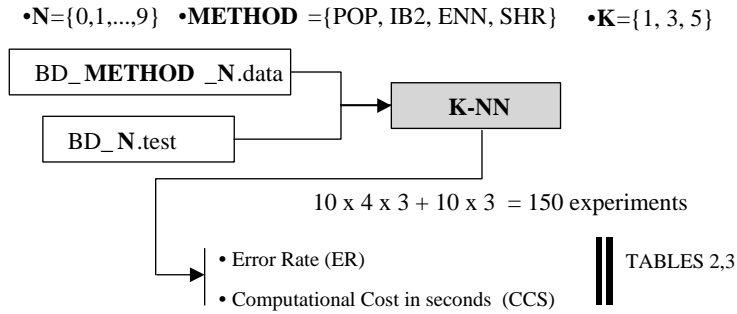 •N={0,1,...,9} •METHOD ={POP, IB2, ENN, SHR} •K={1, 3, 5}
BD_METHOD _N.data
K-NN
BD_ N.test
10 x 4 x 3 + 10 x 3 = 150 experiments
• Error Rate (ER)
TABLES 2,3
• Computational Cost in seconds (CCS)